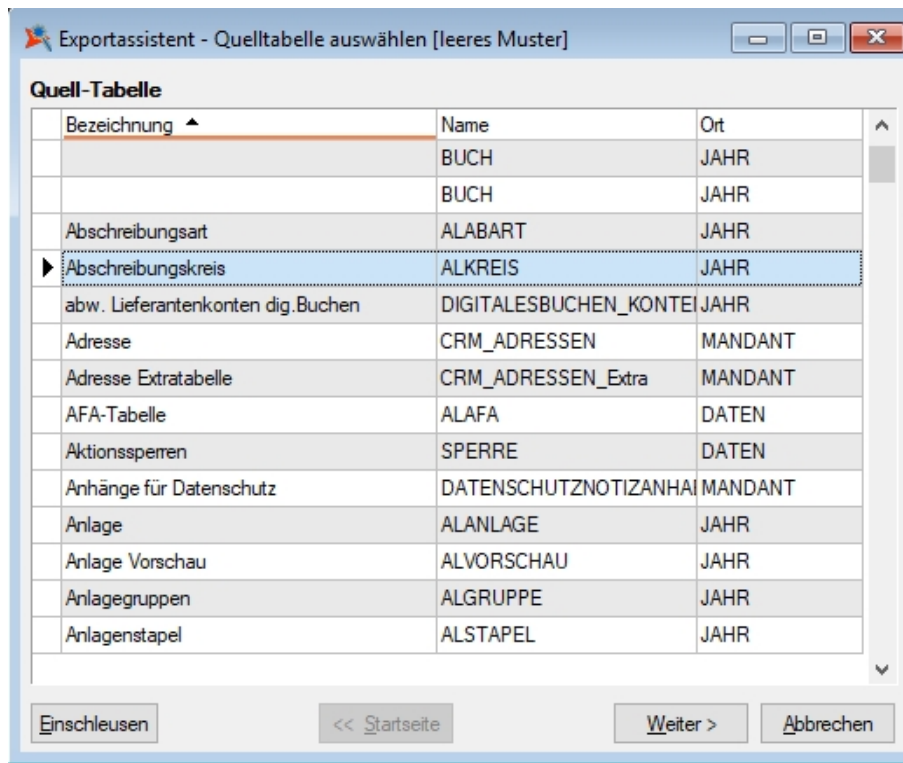 Exportassistent - Quelltabelle auswählen [leeres Muster]
Quell-Tabelle
Bezeichnung Name Ort
BUCH JAHR
BUCH JAHR
Abschreibungsart ALABART JAHR
Abschreibungskreis ALKREIS JAHR
abw. Lieferantenkonten dig.Buchen DIGITALESBUCHEN_KONTEN JAHR
Adresse CRM_ADRESSEN MANDANT
Adresse Extratabelle CRM_ADRESSEN_Extra MANDANT
AFA-Tabelle ALAFA DATEN
Aktionssperren SPERRE DATEN
Anhänge für Datenschutz DATENSCHUTZNOTIZANHA MANDANT
Anlage ALANLAGE JAHR
Anlage Vorschau ALVORSCHAU JAHR
Anlagegruppen ALGRUPPE JAHR
Anlagenstapel ALSTAPEL JAHR
Einschleusen << Startseite Weiter > Abbrechen